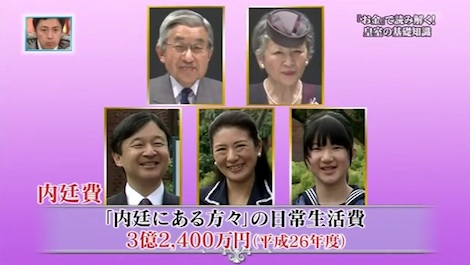 『お金』で読み解く!
皇室の基礎知識
内廷費
「内廷にある方々」の日常生活費
3億2,400万円(平成26年度)